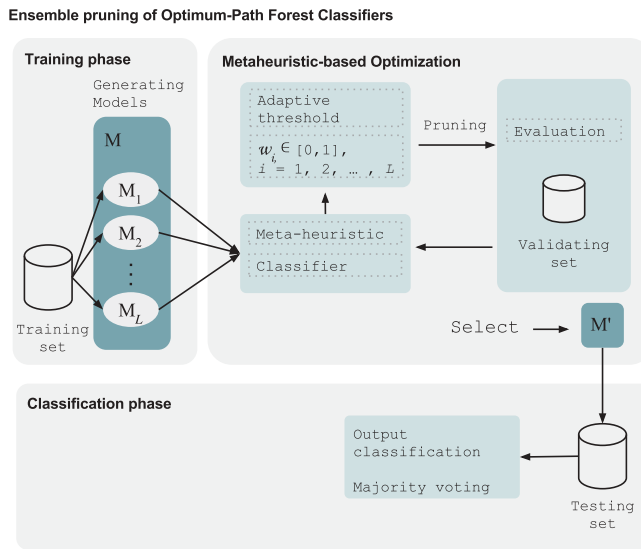 Ensemble pruning of Optimum-Path Forest Classifiers
Training phase
Generating
Models
M
M1
M2
⋮
ML
Training
set
Metaheuristic-based Optimization
Adaptive
threshold
wi, ∈ [0,1],
i = 1, 2, … , L
Pruning
Evaluation
Validating
set
Meta-heuristic
Classifier
Select
M'
Classification phase
Output
classification
Majority voting
Testing
set